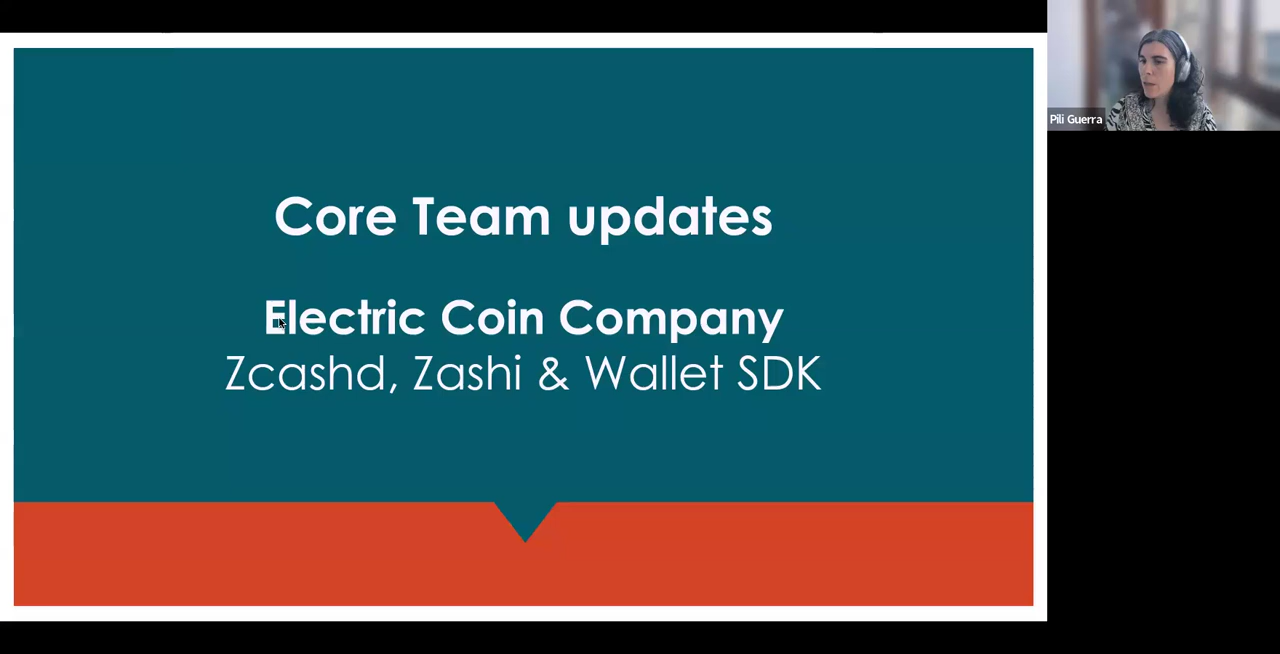 Core Team updates
Electric Coin Company
Zcashd, Zashi & Wallet SDK
Pili Guerra